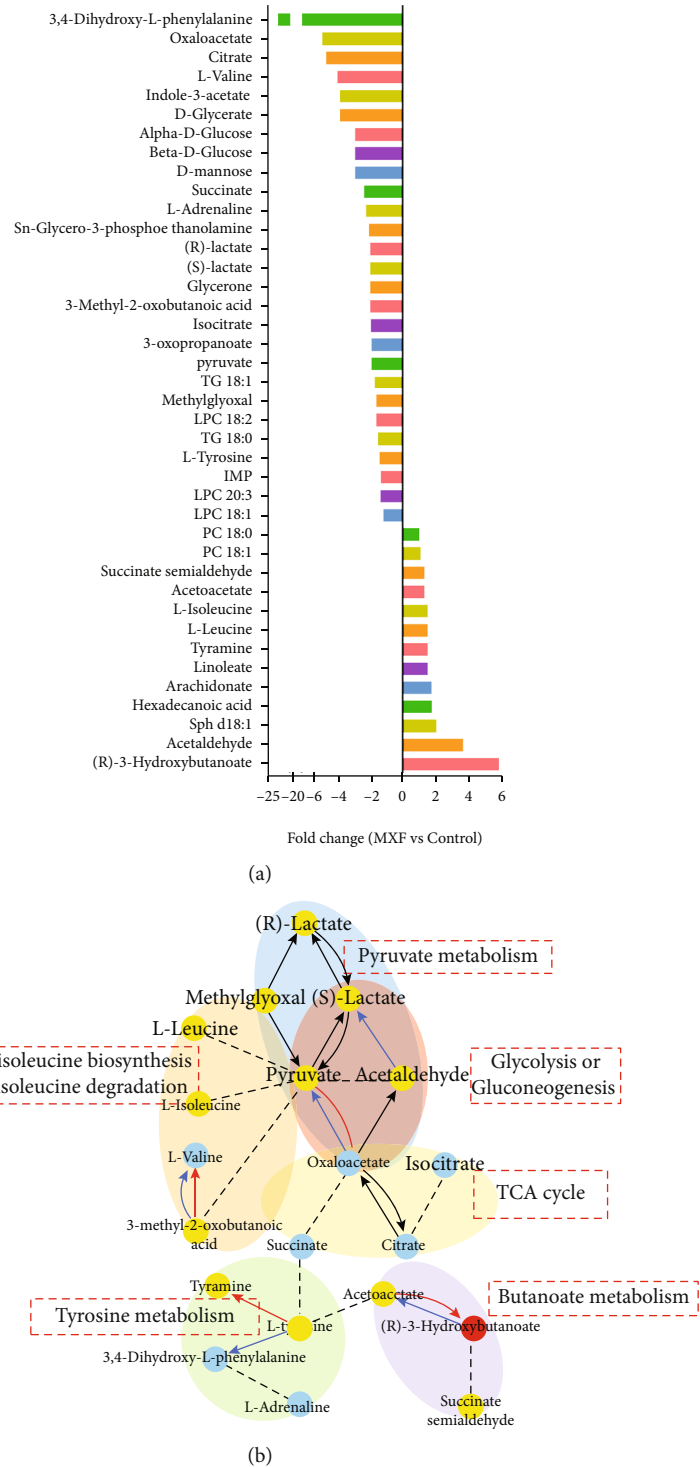 3,4-Dihydroxy-L-phenylalanine
Oxaloacetate
Citrate
L-Valine
Indole-3-acetate
D-Glycerate
Alpha-D-Glucose
Beta-D-Glucose
D-mannose
Succinate
L-Adrenaline
Sn-Glycero-3-phosphoe thanolamine
(R)-lactate
(S)-lactate
Glycerone
3-Methyl-2-oxobutanoic acid
Isocitrate
3-oxopropanoate
pyruvate
TG 18:1
Methylglyoxal
LPC 18:2
TG 18:0
L-Tyrosine
IMP
LPC 20:3
LPC 18:1
PC 18:0
PC 18:1
Succinate semialdehyde
Acetoacetate
L-Isoleucine
L-Leucine
Tyramine
Linoleate
Arachidonate
Hexadecanoic acid
Sph d18:1
Acetaldehyde
(R)-3-Hydroxybutanoate
−25 −20 −6 −4 −2 0 2 4 6
Fold change (MXF vs Control)
(a)
(R)-Lactate
Pyruvate metabolism
Methylglyoxal (S)-Lactate
L-Leucine
isoleucine biosynthesis
isoleucine degradation
Pyruvate Acetaldehyde
Glycolysis or
Gluconeogenesis
L-Isoleucine
L-Valine
Oxaloacetate
Isocitrate
TCA cycle
3-methyl-2-oxobutanoic
acid
Succinate
Citrate
Tyramine
Acetoacetate
Butanoate metabolism
Tyrosine metabolism
L-tyrosine
(R)-3-Hydroxybutanoate
3,4-Dihydroxy-L-phenylalanine
L-Adrenaline
Succinate
semialdehyde
(b)